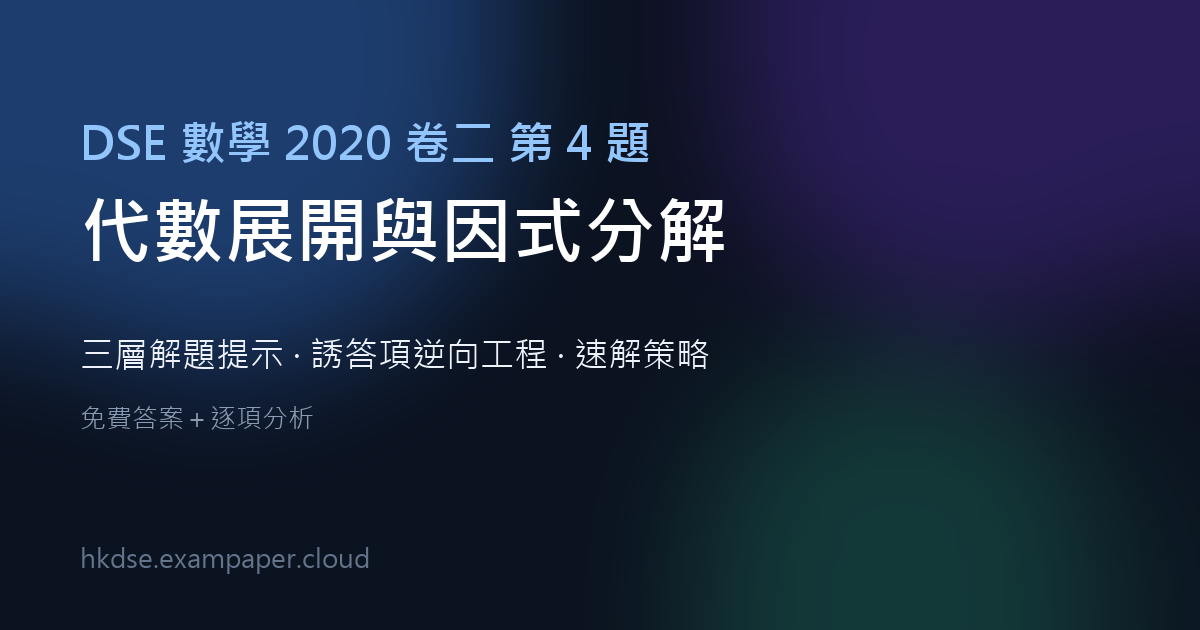 DSE 數學 2020 卷二 第 4 題
代數展開與因式分解
三層解題提示 · 誘答項逆向工程 · 速解策略
免費答案 + 逐項分析
hkdse.exampaper.cloud